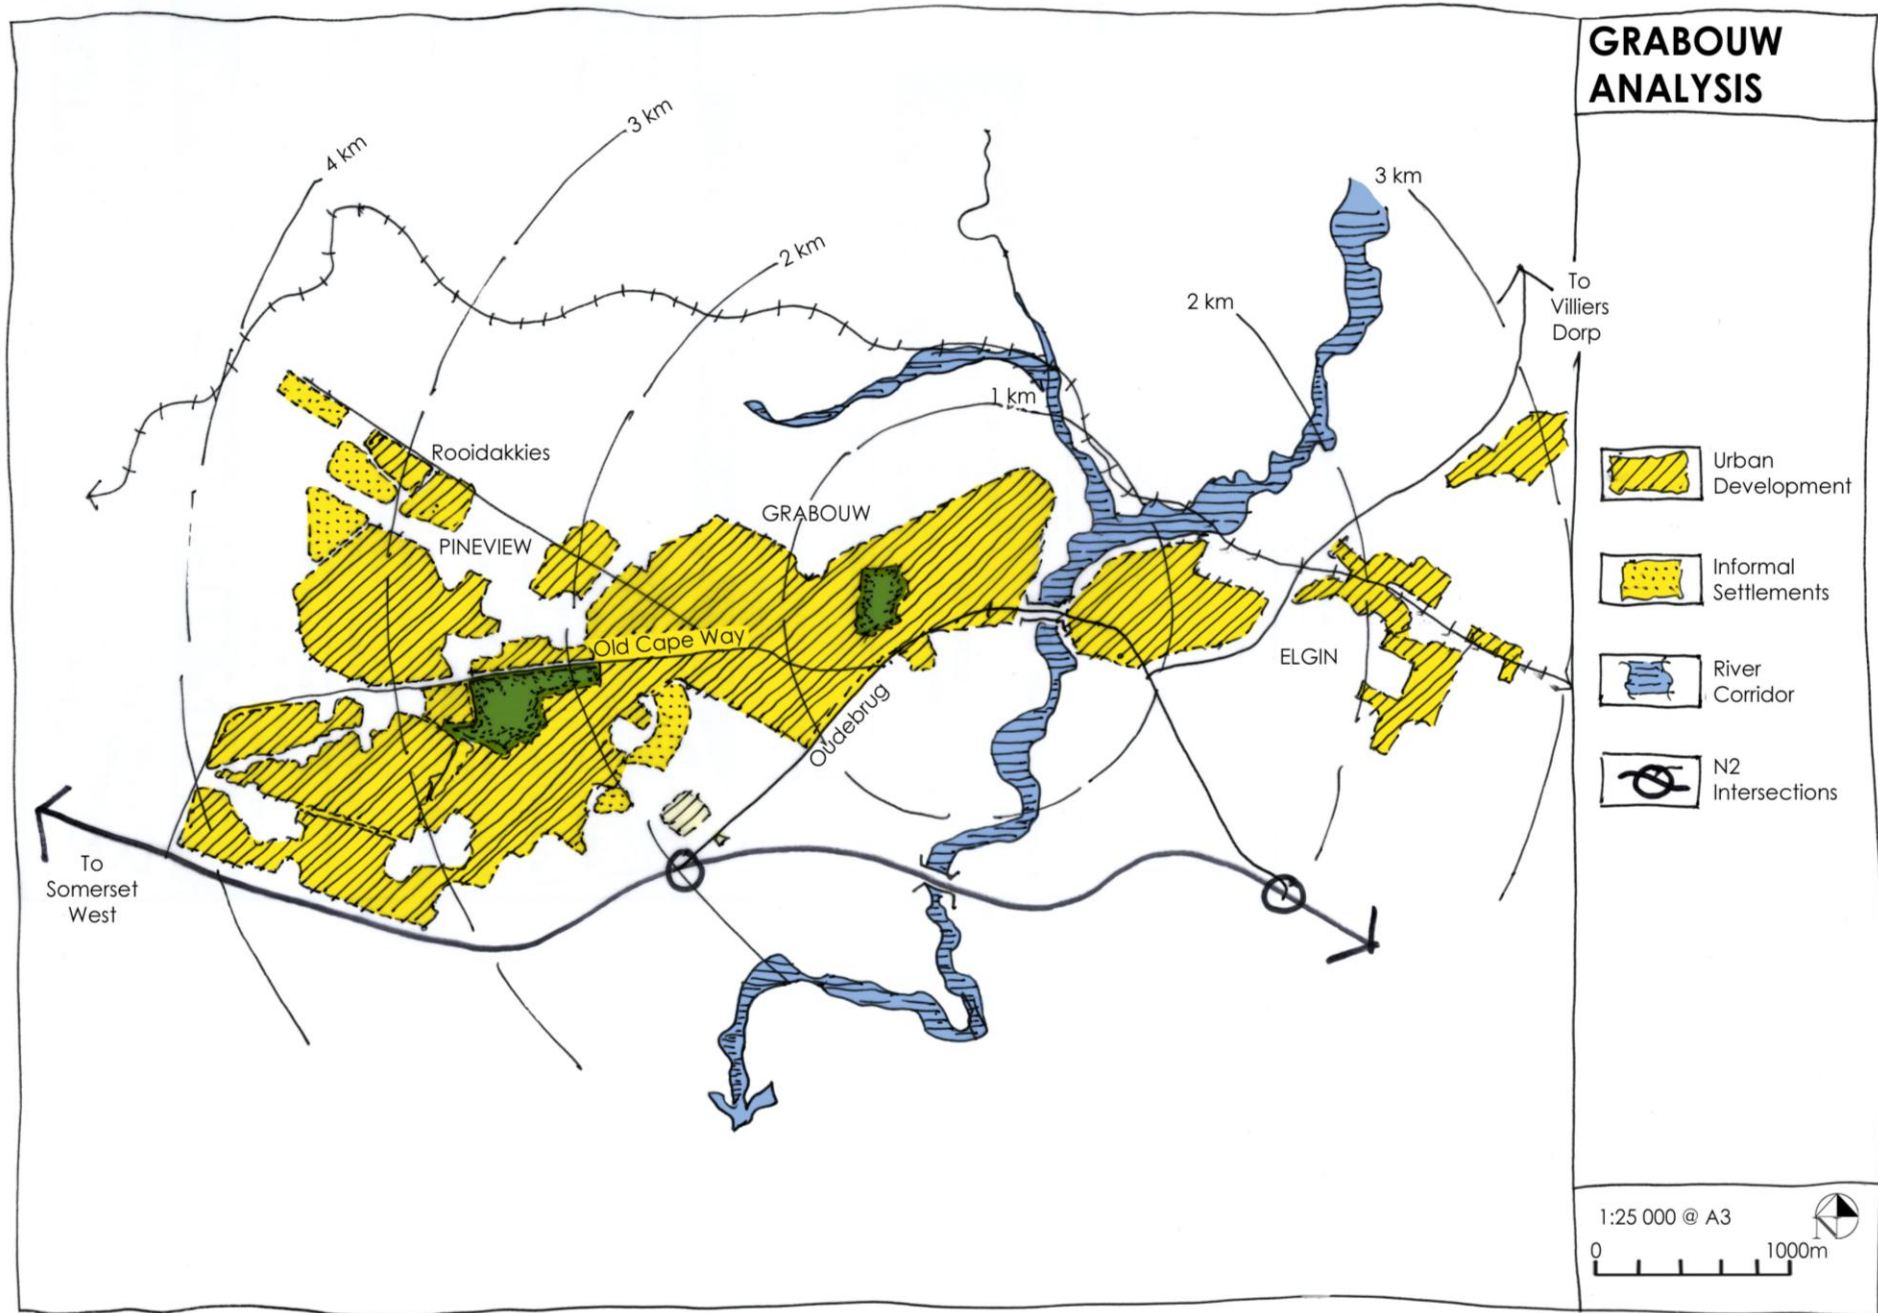 GRABOUW
ANALYSIS
4 km
3 km
2 km
3 km
2 km
1 km
To
Villiers
Dorp
Rooidakkies
GRABOUW
PINEVIEW
Old Cape Way
ELGIN
Oudebrug
To
Somerset
West
Urban
Development
Informal
Settlements
River
Corridor
N2
Intersections
1:25 000 @ A3
N
0 1000m